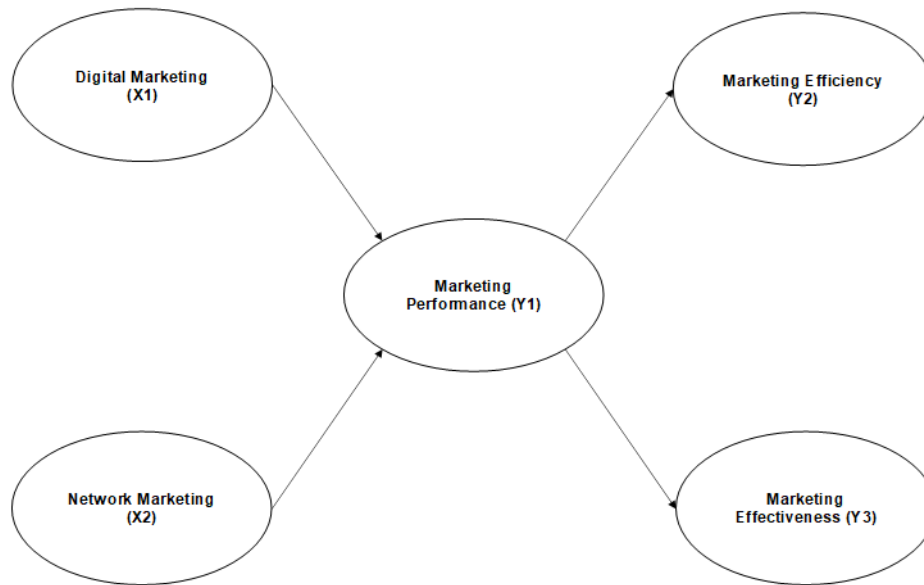 Digital Marketing
(X1)
Marketing Efficiency
(Y2)
Marketing
Performance (Y1)
Network Marketing
(X2)
Marketing
Effectiveness (Y3)